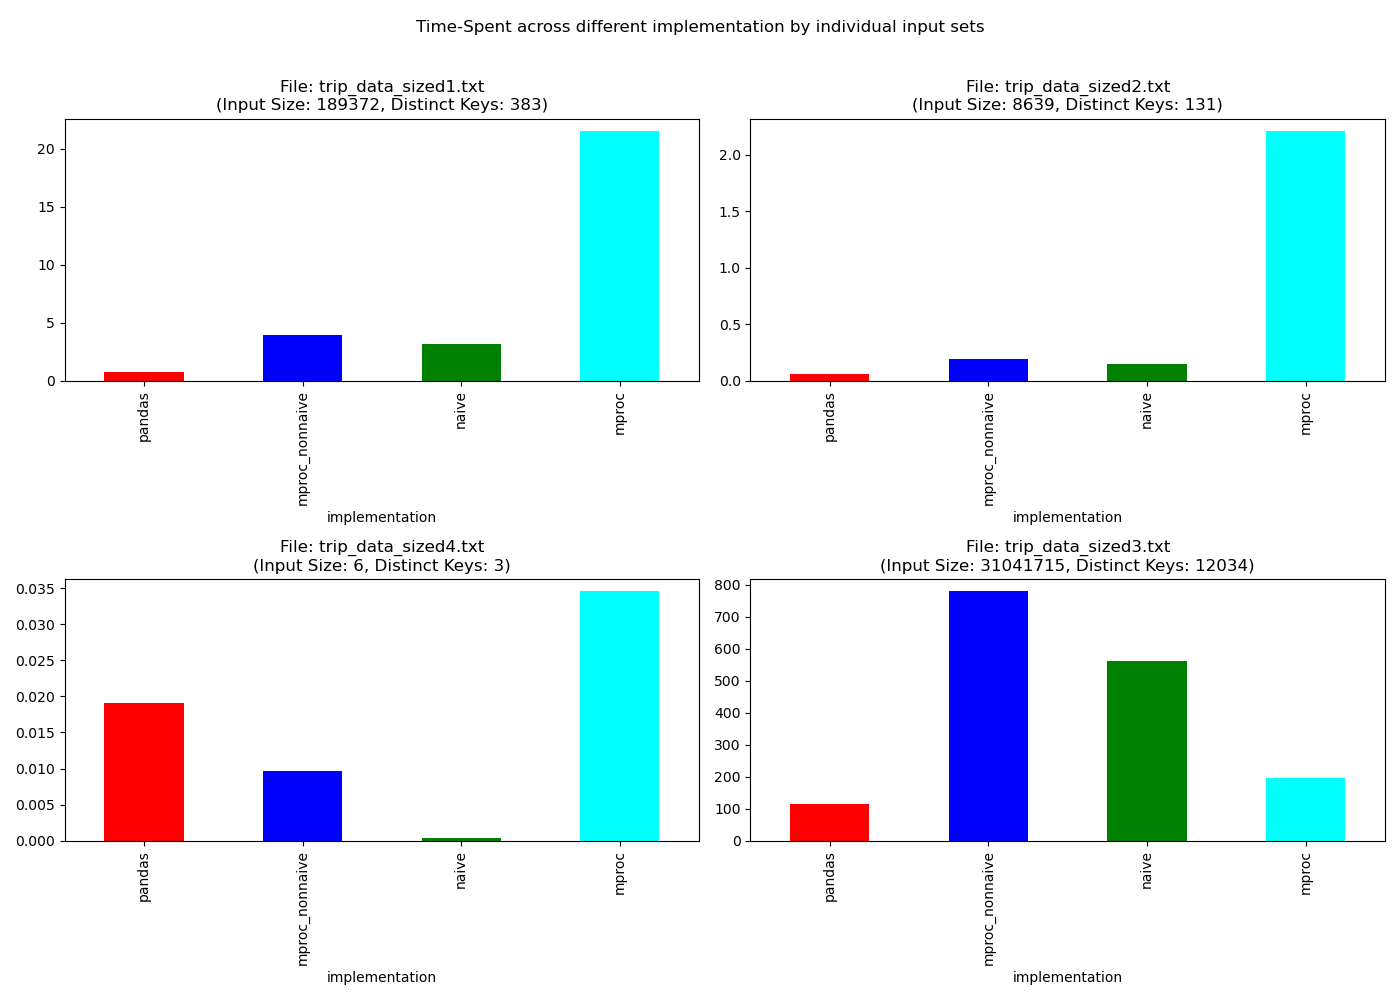 Time-Spent across different implementation by individual input sets
File: trip_data_sized1.txt
(Input Size: 189372, Distinct Keys: 383)
20
15
10
5
0
pandas
mproc_nonnaive
naive
mproc
implementation
File: trip_data_sized2.txt
(Input Size: 8639, Distinct Keys: 131)
2.0
1.5
1.0
0.5
0.0
pandas
mproc_nonnaive
naive
mproc
implementation
File: trip_data_sized4.txt
(Input Size: 6, Distinct Keys: 3)
0.035
0.030
0.025
0.020
0.015
0.010
0.005
0.000
pandas
mproc_nonnaive
naive
mproc
implementation
File: trip_data_sized3.txt
(Input Size: 31041715, Distinct Keys: 12034)
800
700
600
500
400
300
200
100
0
pandas
mproc_nonnaive
naive
mproc
implementation